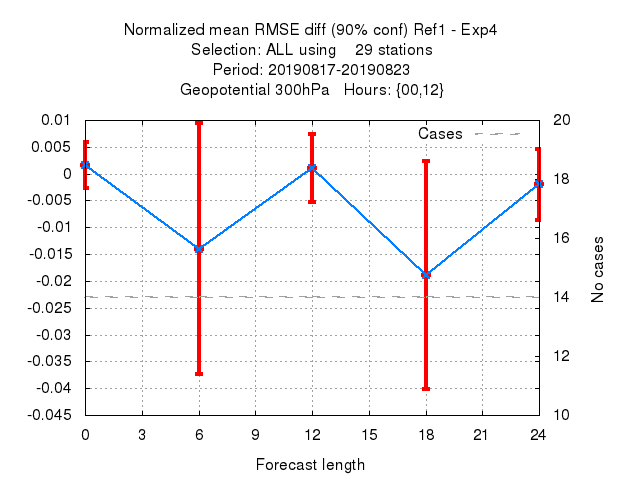 Normalized mean RMSE diff (90% conf) Ref1 - Exp4
Selection: ALL using    29 stations
Period: 20190817-20190823
Geopotential 300hPa   Hours: {00,12}
Cases
0.01
0.005
0
-0.005
-0.01
-0.015
-0.02
-0.025
-0.03
-0.035
-0.04
-0.045
20
18
16
14
12
10
No cases
0 3 6 9 12 15 18 21 24
Forecast length